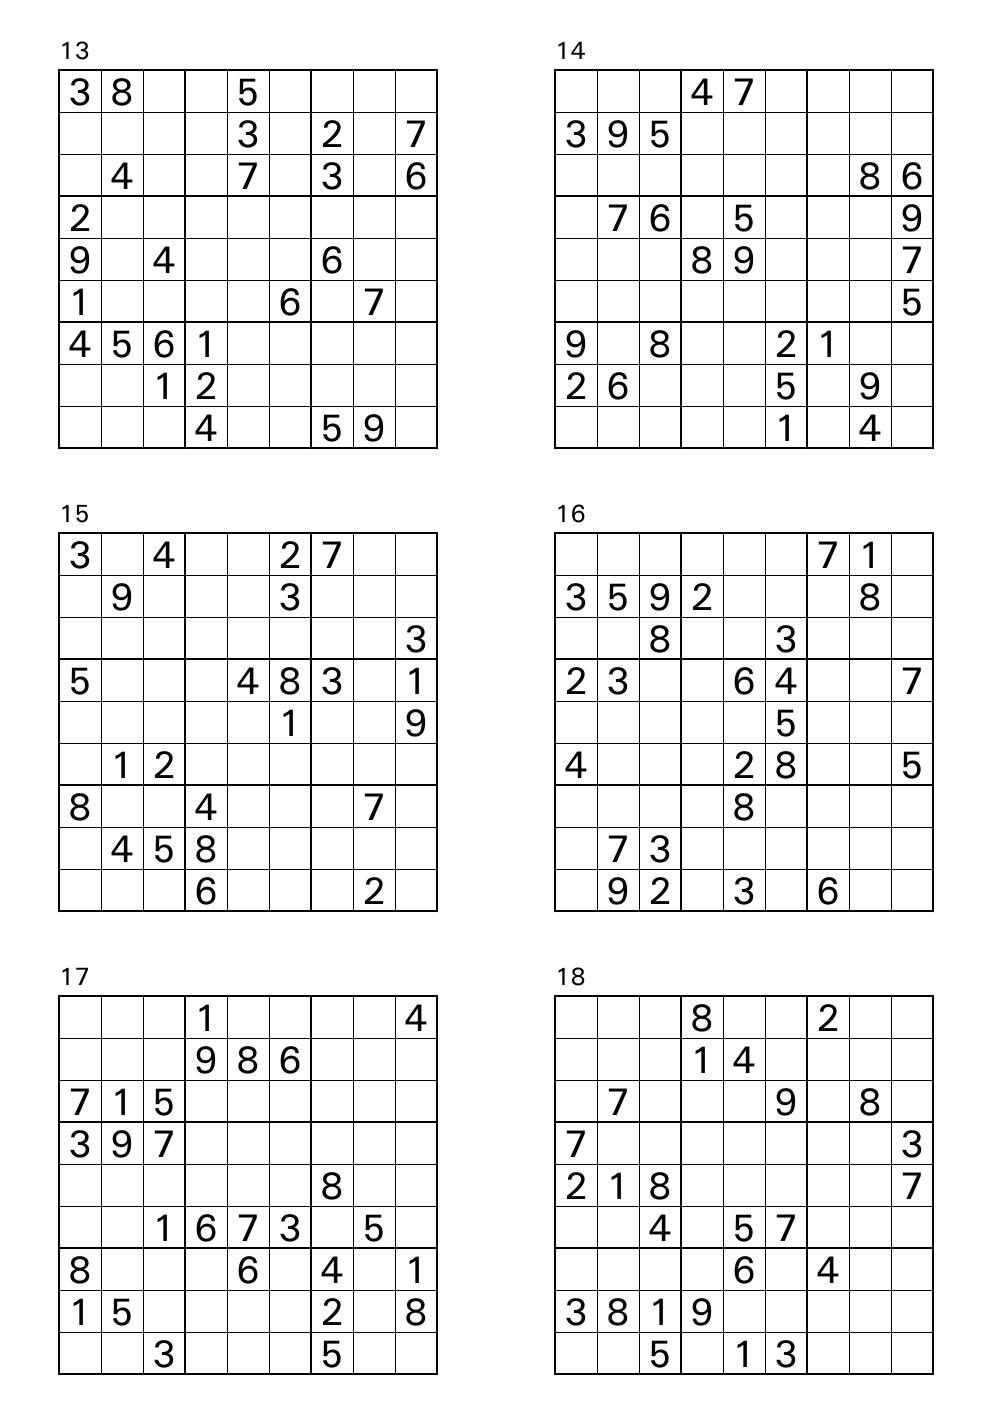 13
3 8 5
3 2 7
4 7 3 6
2
9 4 6
1 6 7
4 5 6 1
1 2
4 5 9
14
4 7
3 9 5
8 6
7 6 5 9
8 9 7
5
9 8 2 1
2 6 5 9
1 4
15
3 4 2 7
9 3
3
5 4 8 3 1
1 9
1 2
8 4 7
4 5 8
6 2
16
7 1
3 5 9 2 8
8 3
2 3 6 4 7
5
4 2 8 5
8
7 3
9 2 3 6
17
1 4
9 8 6
7 1 5
3 9 7
8
1 6 7 3 5
8 6 4 1
1 5 2 8
3 5
18
8 2
1 4
7 9 8
7 3
2 1 8 7
4 5 7
6 4
3 8 1 9
5 1 3